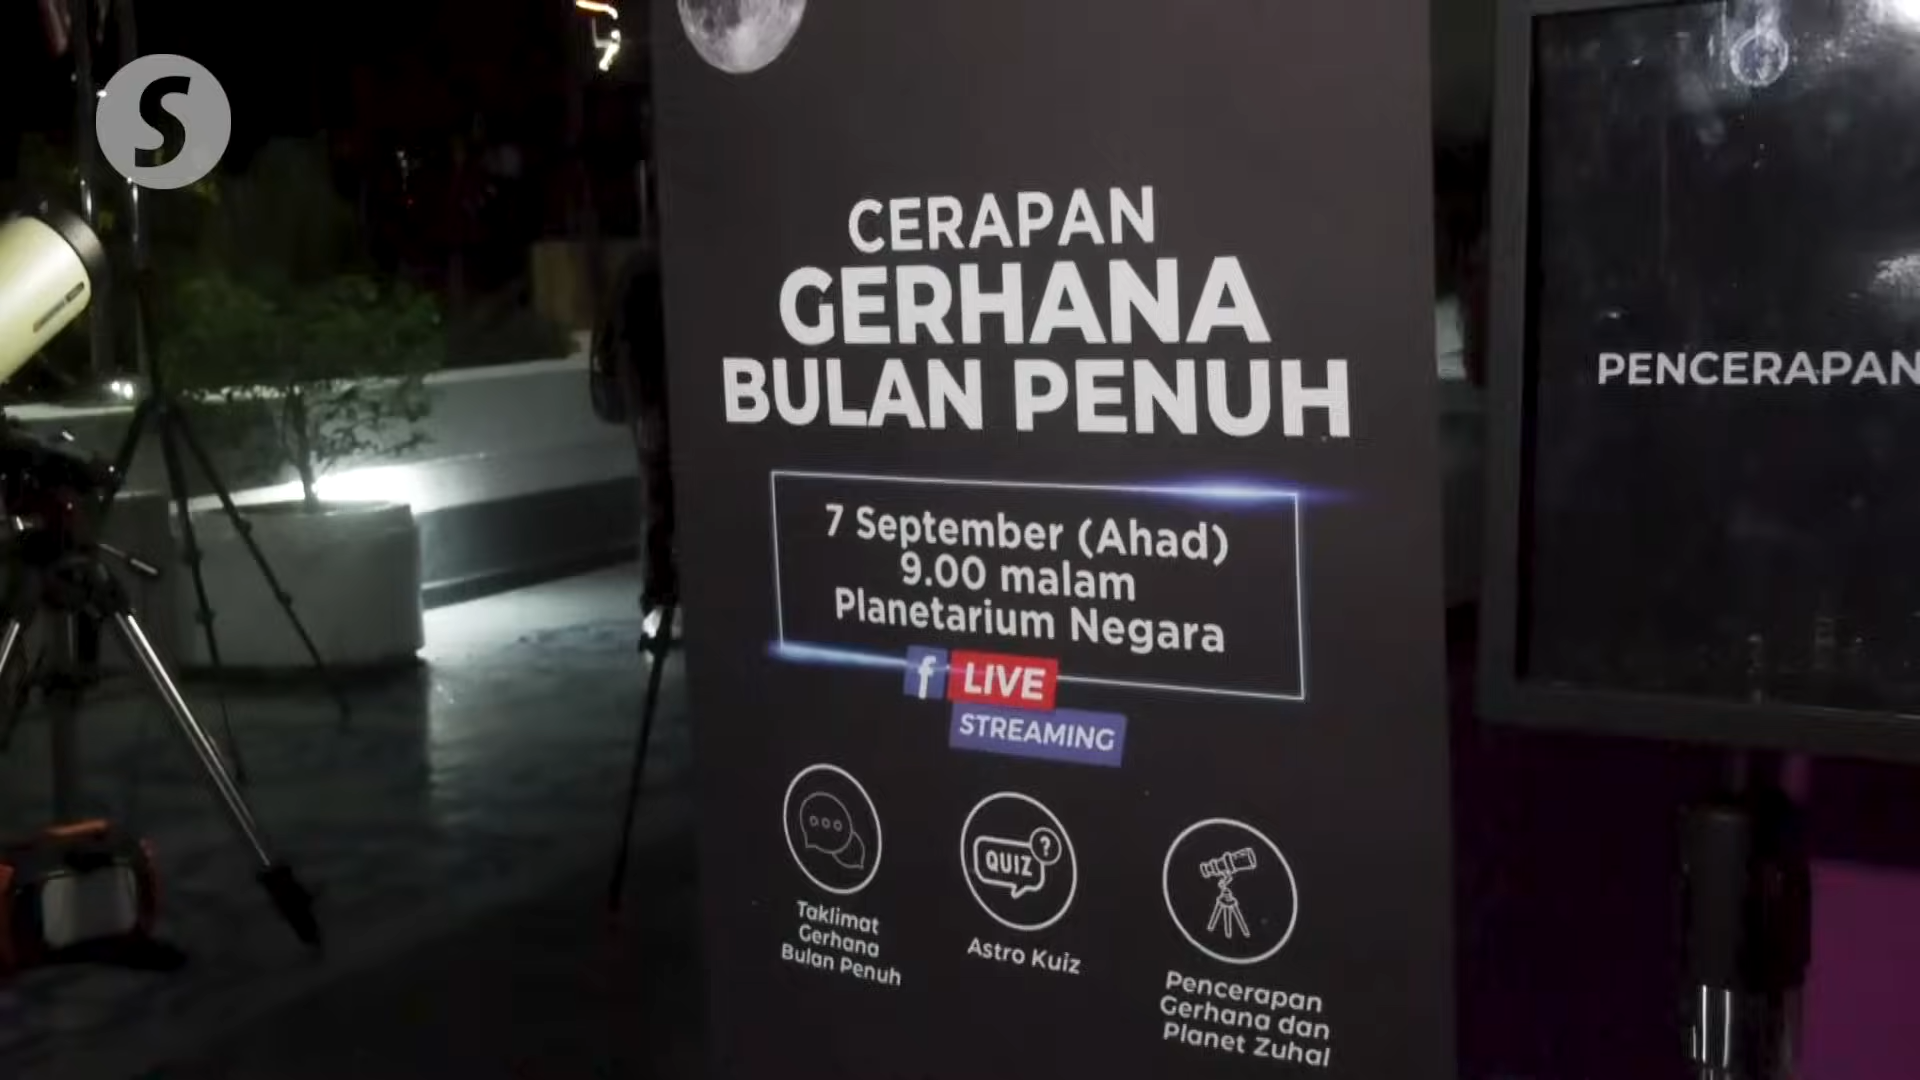 S
CERAPAN
GERHANA
BULAN PENUH
7 September (Ahad)
9.00 malam
Planetarium Negara
f LIVE
STREAMING
QUIZ ?
Taklimat
Gerhana
Bulan Penuh
Astro Kuiz
Pencerapan
Gerhana dan
Planet Zuhal
PENCERAPAN